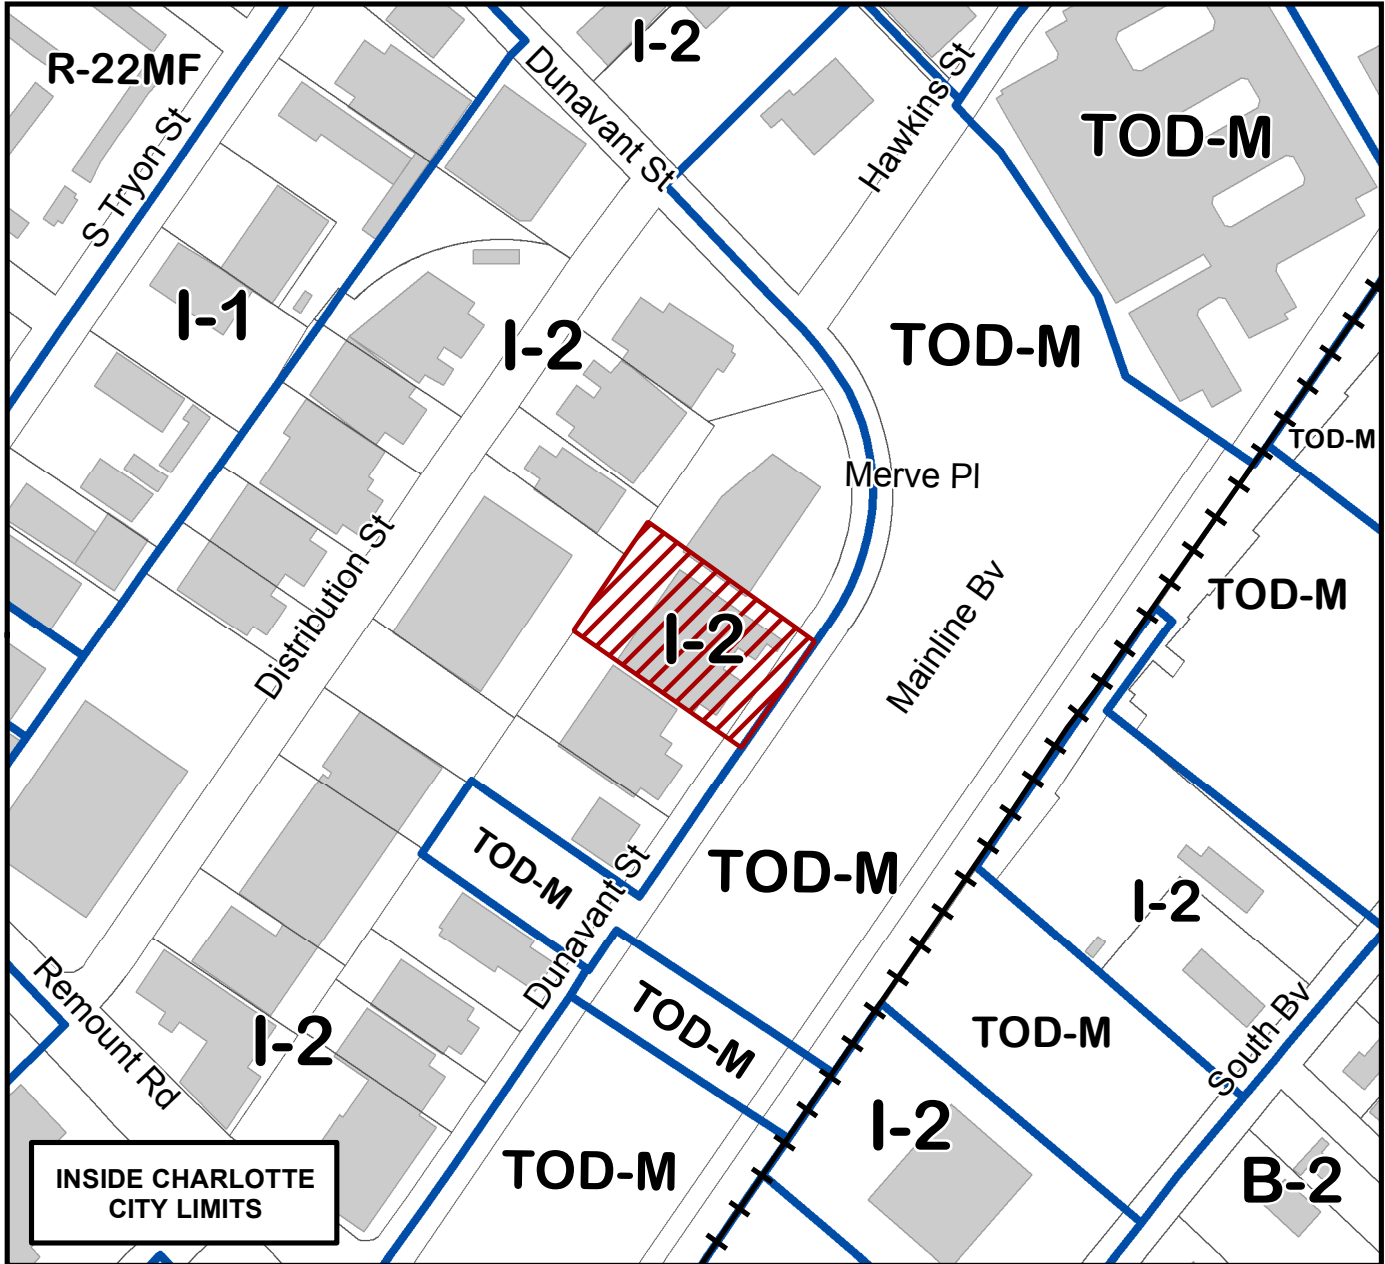 I-2
R-22MF
Dunavant St
Hawkins St
TOD-M
S Tryon St
I-1
I-2
TOD-M
TOD-M
Merve Pl
TOD-M
Distribution St
I-2
Mainline Bv
TOD-M
TOD-M
I-2
Dunavant St
Remount Rd
I-2
TOD-M
TOD-M
South Bv
I-2
TOD-M
B-2
INSIDE CHARLOTTE
CITY LIMITS